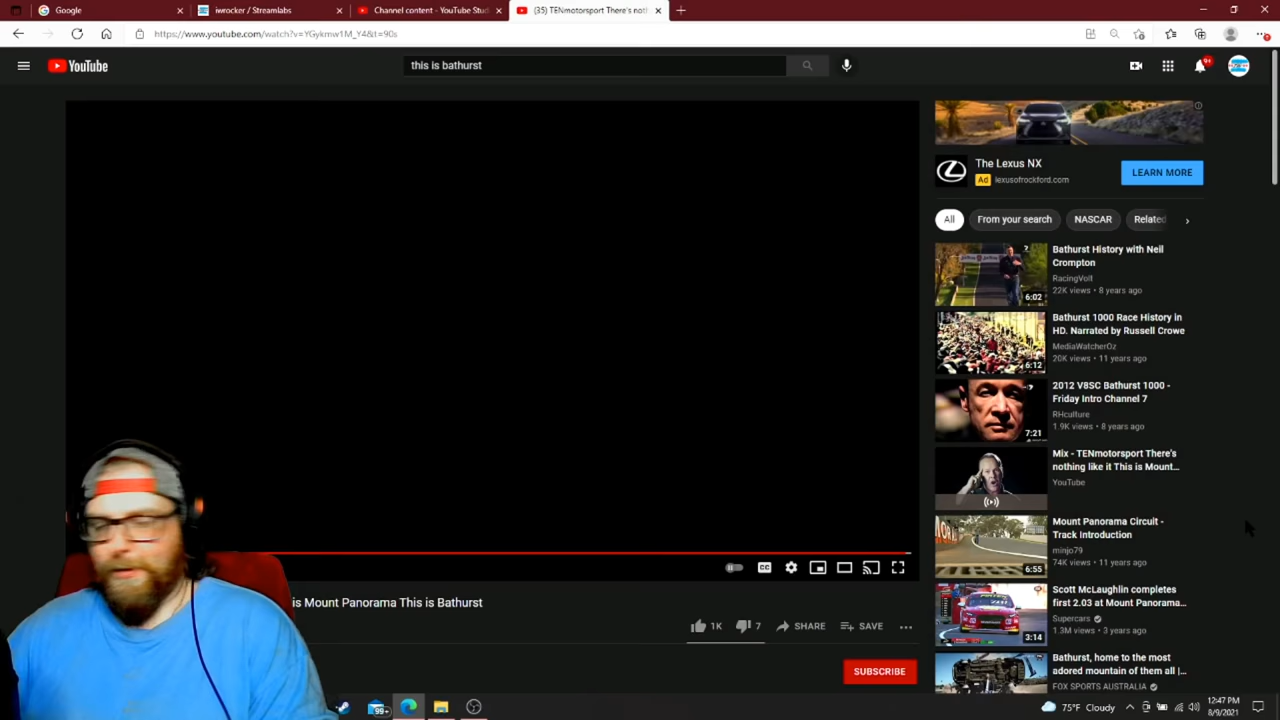 Google
iwrocker / Streamlabs
Channel content - YouTube Stud
(35) TENmotorsport There's noth
https://www.youtube.com/watch?v=YGykmw1M_Y4&t=90s
YouTube
this is bathurst
9+
The Lexus NX
Ad lexusofrockford.com
LEARN MORE
All
From your search
NASCAR
Related
Bathurst History with Neil
Crompton
RacingVolt
22K views • 8 years ago
6:02
Bathurst 1000 Race History in
HD. Narrated by Russell Crowe
MediaWatcherOz
20K views • 11 years ago
6:12
2012 V8SC Bathurst 1000 -
Friday Intro Channel 7
RHculture
1.9K views • 8 years ago
7:21
Mix - TENmotorsport There's
nothing like it This is Mount...
YouTube
Mount Panorama Circuit -
Track Introduction
minjo79
74K views • 11 years ago
6:55
Scott McLaughlin completes
first 2.03 at Mount Panorama...
Supercars
1.3M views • 3 years ago
3:14
Bathurst, home to the most
adored mountain of them all |...
FOX SPORTS AUSTRALIA
CC
is Mount Panorama This is Bathurst
1K
7
SHARE
SAVE
SUBSCRIBE
99+
75°F Cloudy
12:47 PM
8/9/2021